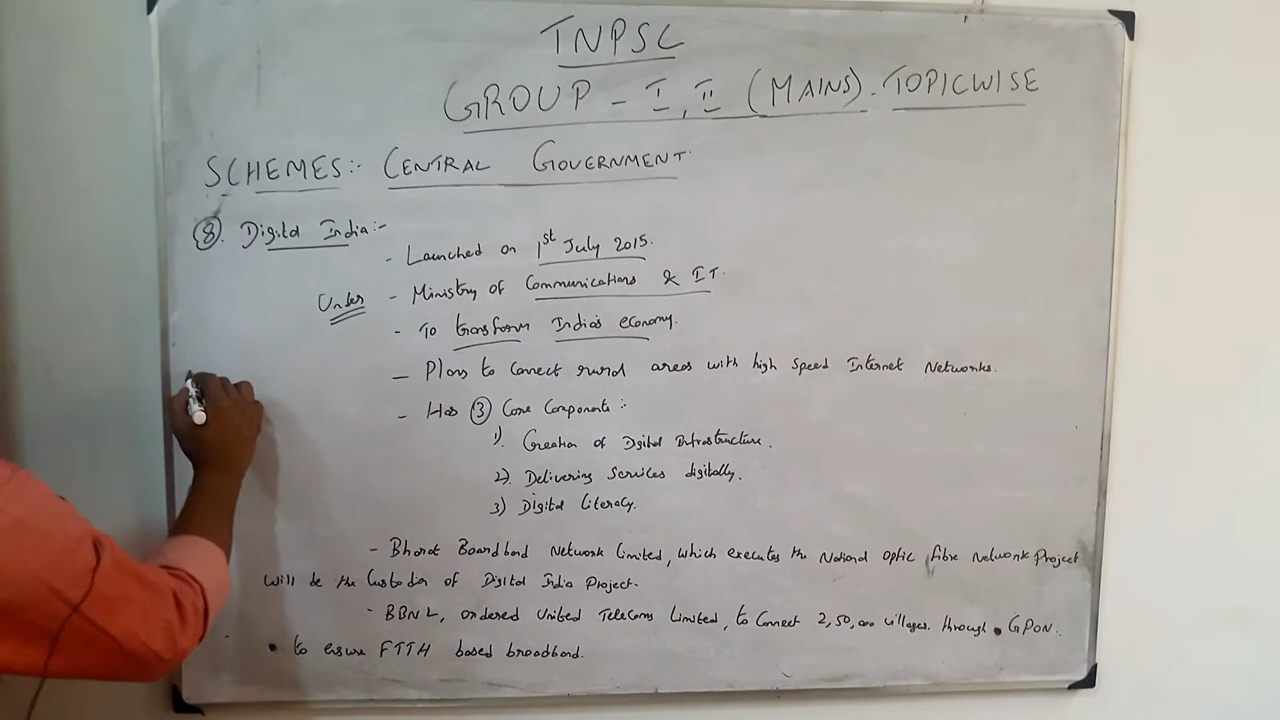 TNPSC
GROUP - I, II (MAINS). TOPICWISE
SCHEMES:- CENTRAL GOVERNMENT.
⑧. Digital India:-
- Launched on 1st July 2015.
Under - Ministry of Communications & IT.
- To transform India's economy.
- Plans to Connect rural areas with high speed Internet Networks.
- Has ③ Core Components:-
1). Creation of Digital Infrastructure.
2). Delivering Services digitally.
3) Digital Literacy.
- Bharat Boardband Network Limited, which executes the National optic fibre Network Project
will be the Custodian of Digital India Project.
- BBNL, ordered United Telecoms Limited, to Connect 2,50,000 villages. through GPON.
• to ensure FTTH based broadband.